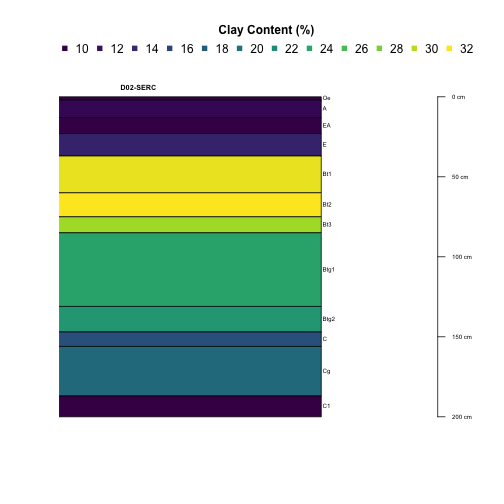 Clay Content (%)
10 12 14 16 18 20 22 24 26 28 30 32
D02-SERC
Oe
A
EA
E
Bt1
Bt2
Bt3
Btg1
Btg2
C
Cg
C1
0 cm
50 cm
100 cm
150 cm
200 cm